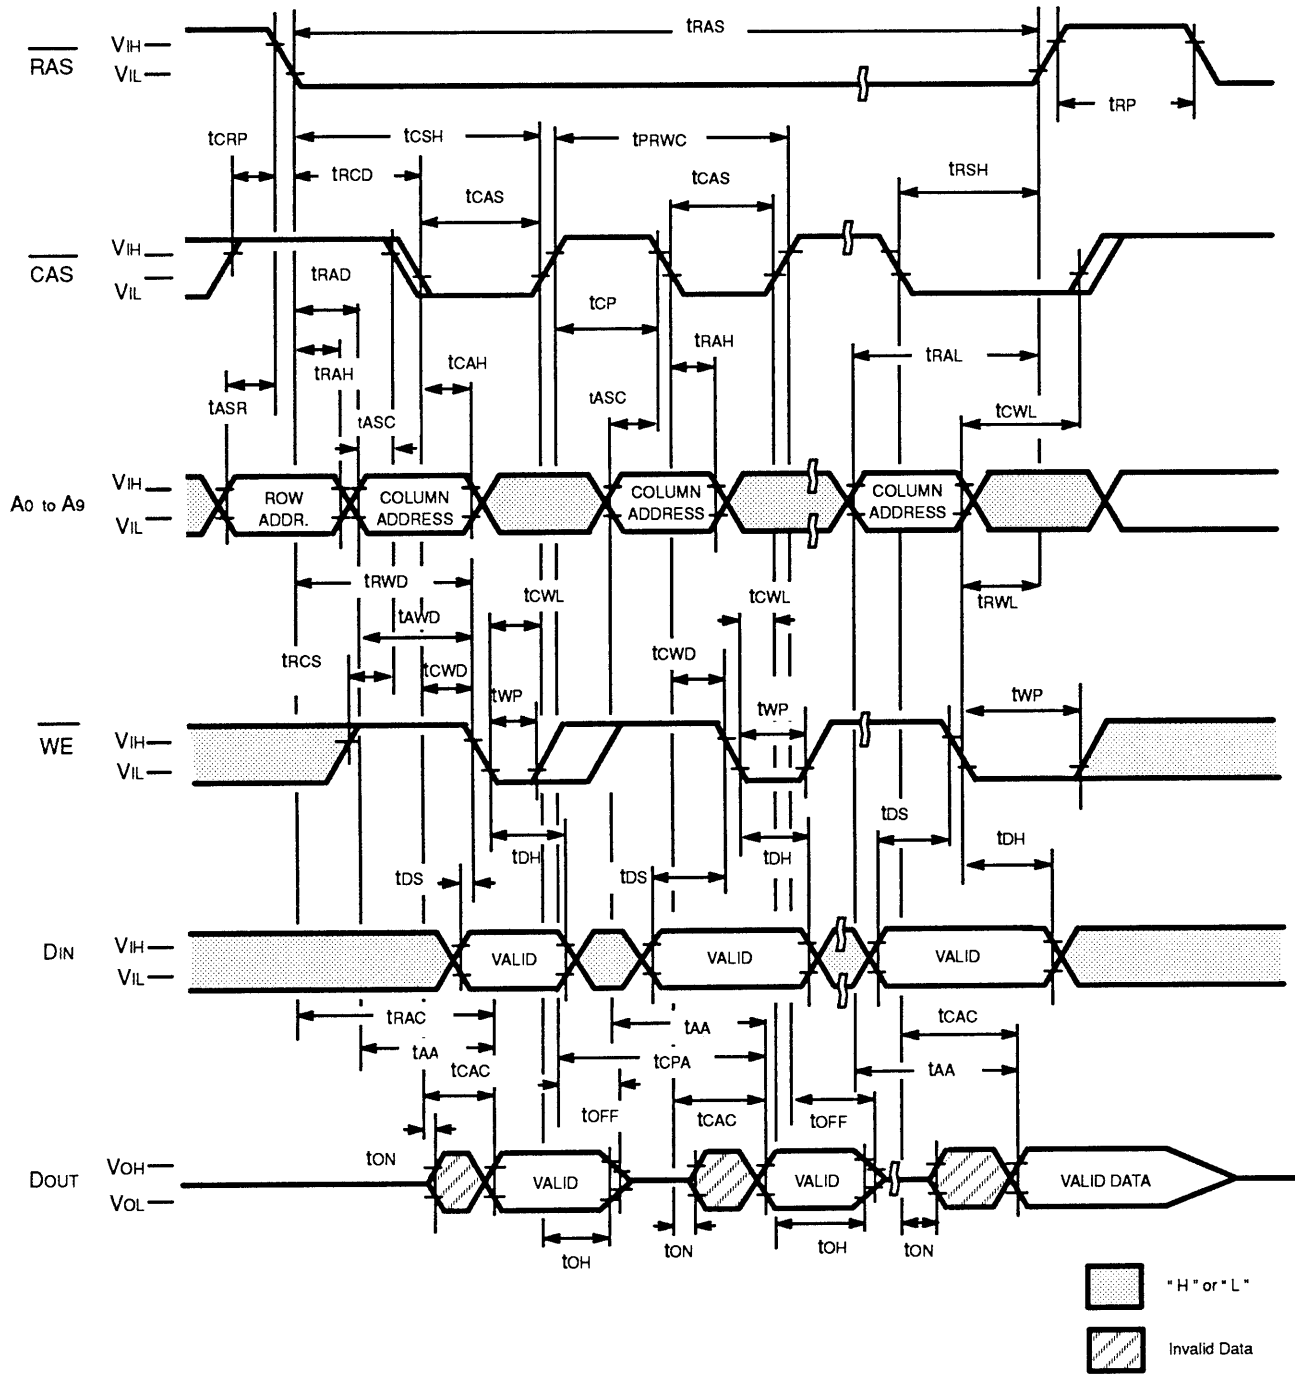 tRAS
RAS
VIH
VIL
tRP
tCRP
tCSH
tPRWC
tRCD
tCAS
tCAS
tRSH
CAS
VIH
VIL
tRAD
tCP
tRAH
tCAH
tRAH
tRAL
tASR
tASC
tASC
tCWL
A0 to A9
VIH
VIL
ROW ADDR.
COLUMN ADDRESS
COLUMN ADDRESS
COLUMN ADDRESS
tRWD
tCWL
tCWL
tRWL
tAWD
tRCS
tCWD
tCWD
tWP
tWP
tWP
WE
VIH
VIL
tDS
tDH
tDH
tDH
tDS
tDS
DIN
VIH
VIL
VALID
VALID
VALID
tRAC
tAA
tCAC
tAA
tCPA
tCAC
tAA
tOFF
tCAC
tOFF
tON
DOUT
VOH
VOL
VALID
VALID
VALID DATA
tOH
tON
tOH
tON
"H" or "L"
Invalid Data